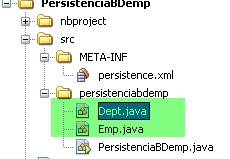 PersistenciaBDemp
nbproject
src
META-INF
persistence.xml
persistenciabdemp
Dept.java
Emp.java
PersistenciaBDemp.java